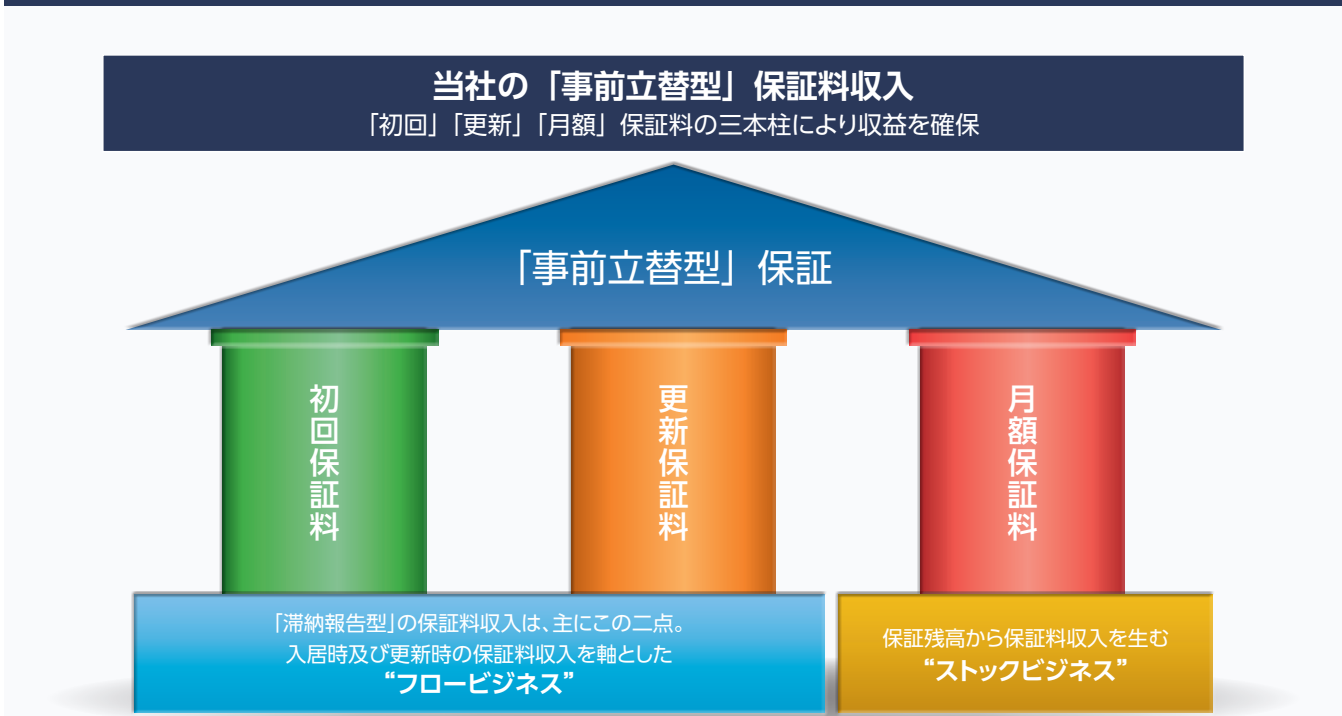 当社の「事前立替型」保証料収入
「初回」「更新」「月額」保証料の三本柱により収益を確保
「事前立替型」保証
初回保証料
更新保証料
月額保証料
「滞納報告型」の保証料収入は、主にこの二点。
入居時及び更新時の保証料収入を軸とした
“フロービジネス”
保証残高から保証料収入を生む
“ストックビジネス”